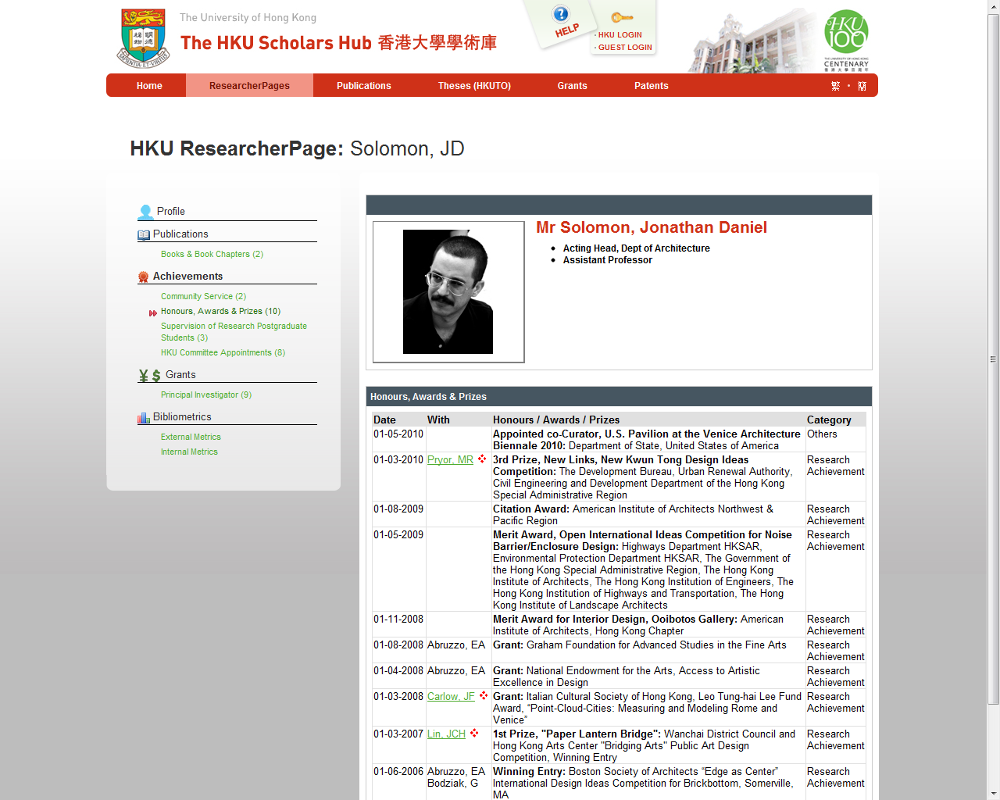 The University of Hong Kong
The HKU Scholars Hub 香港大學學術庫
HELP
· HKU LOGIN
· GUEST LOGIN
HKU
100
THE UNIVERSITY OF HONG KONG
CENTENARY
香港大學百周年
SAPIENTIA ET VIRTUS
Home
ResearcherPages
Publications
Theses (HKUTO)
Grants
Patents
繁 · 簡
HKU ResearcherPage: Solomon, JD
Profile
Publications
Books & Book Chapters (2)
Achievements
Community Service (2)
Honours, Awards & Prizes (10)
Supervision of Research Postgraduate
Students (3)
HKU Committee Appointments (8)
¥ $ Grants
Principal Investigator (9)
Bibliometrics
External Metrics
Internal Metrics
Mr Solomon, Jonathan Daniel
• Acting Head, Dept of Architecture
• Assistant Professor
Honours, Awards & Prizes
Date With Honours / Awards / Prizes Category
01-05-2010 Appointed co-Curator, U.S. Pavilion at the Venice Architecture Others
Biennale 2010: Department of State, United States of America
01-03-2010 Pryor, MR 3rd Prize, New Links, New Kwun Tong Design Ideas Research
Competition: The Development Bureau, Urban Renewal Authority, Achievement
Civil Engineering and Development Department of the Hong Kong
Special Administrative Region
01-08-2009 Citation Award: American Institute of Architects Northwest & Research
Pacific Region Achievement
01-05-2009 Merit Award, Open International Ideas Competition for Noise Research
Barrier/Enclosure Design: Highways Department HKSAR, Achievement
Environmental Protection Department HKSAR, The Government of
the Hong Kong Special Administrative Region, The Hong Kong
Institute of Architects, The Hong Kong Institution of Engineers, The
Hong Kong Institution of Highways and Transportation, The Hong
Kong Institute of Landscape Architects
01-11-2008 Merit Award for Interior Design, Ooibotos Gallery: American Research
Institute of Architects, Hong Kong Chapter Achievement
01-08-2008 Abruzzo, EA Grant: Graham Foundation for Advanced Studies in the Fine Arts Research
Achievement
01-04-2008 Abruzzo, EA Grant: National Endowment for the Arts, Access to Artistic Research
Excellence in Design Achievement
01-03-2008 Carlow, JF Grant: Italian Cultural Society of Hong Kong, Leo Tung-hai Lee Fund Research
Award, “Point-Cloud-Cities: Measuring and Modeling Rome and Achievement
Venice”
01-03-2007 Lin, JCH 1st Prize, "Paper Lantern Bridge": Wanchai District Council and Research
Hong Kong Arts Center "Bridging Arts" Public Art Design Achievement
Competition, Winning Entry
01-06-2006 Abruzzo, EA Winning Entry: Boston Society of Architects “Edge as Center” Research
Bodziak, G International Design Ideas Competition for Brickbottom, Somerville, Achievement
MA